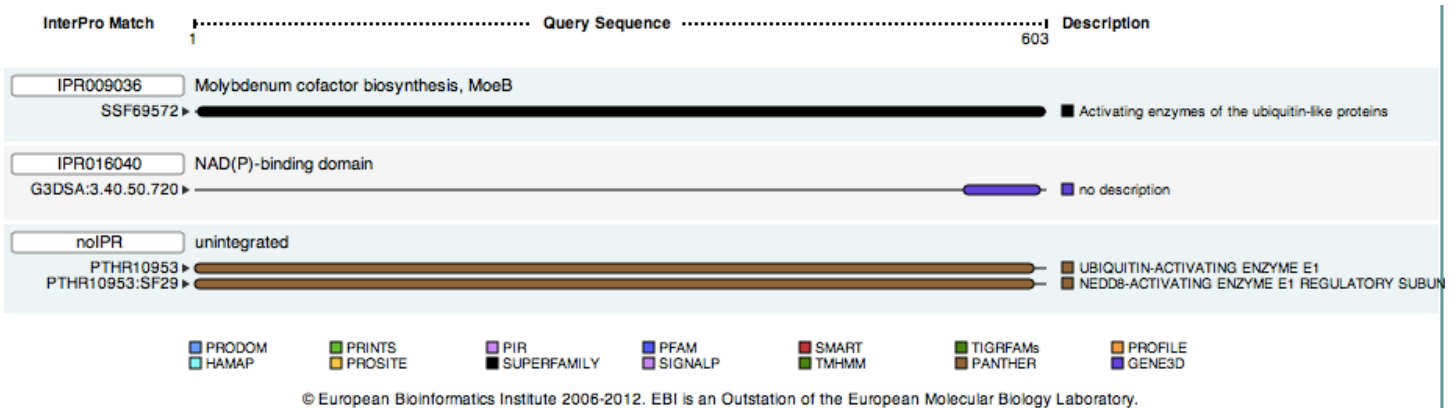 InterPro Match Query Sequence Description
1 603
IPR009036 Molybdenum cofactor biosynthesis, MoeB
SSF69572 Activating enzymes of the ubiquitin-like proteins
IPR016040 NAD(P)-binding domain
G3DSA:3.40.50.720 no description
noIPR unintegrated
PTHR10953 UBIQUITIN-ACTIVATING ENZYME E1
PTHR10953:SF29 NEDD8-ACTIVATING ENZYME E1 REGULATORY SUBUN
PRODOM PRINTS PIR PFAM SMART TIGRFAMs PROFILE
HAMAP PROSITE SUPERFAMILY SIGNALP TMHMM PANTHER GENE3D
© European Bioinformatics Institute 2006-2012. EBI is an Outstation of the European Molecular Biology Laboratory.